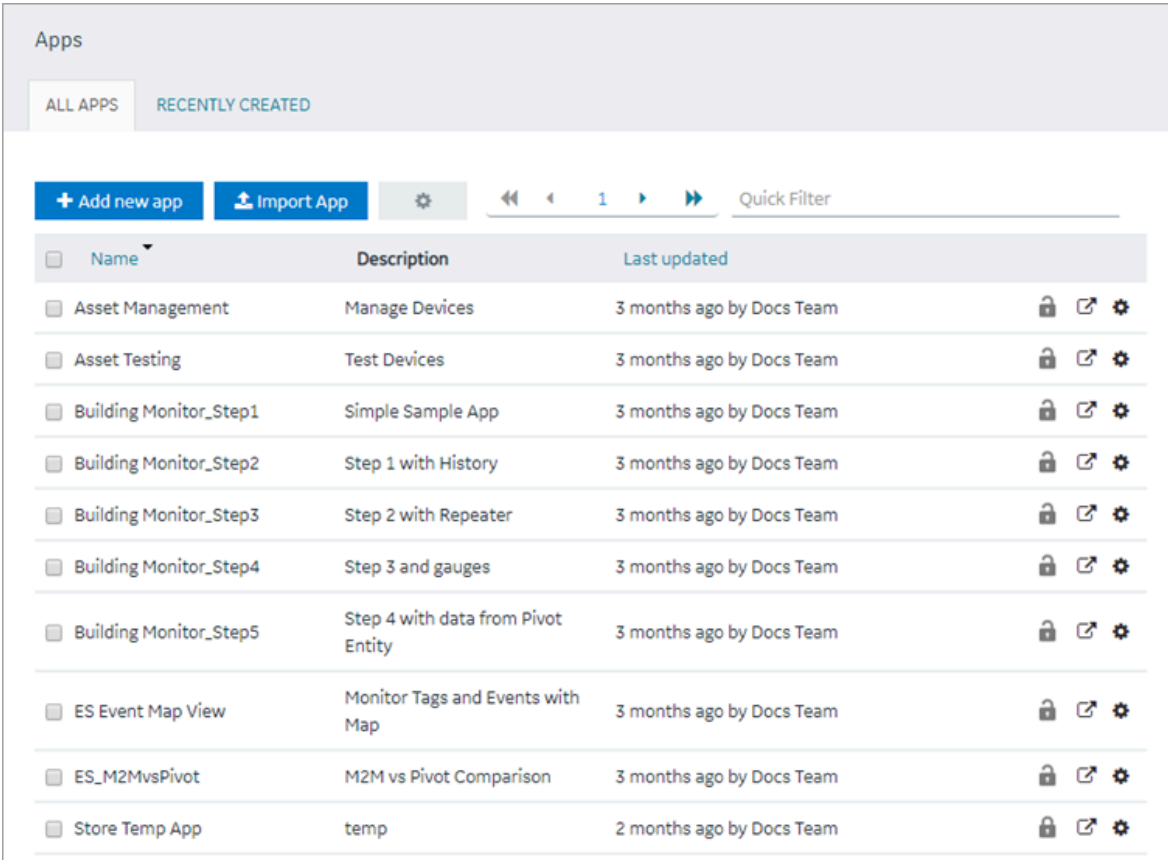 Apps
ALL APPS RECENTLY CREATED
+ Add new app Import App 1 Quick Filter
Name Description Last updated
Asset Management Manage Devices 3 months ago by Docs Team
Asset Testing Test Devices 3 months ago by Docs Team
Building Monitor_Step1 Simple Sample App 3 months ago by Docs Team
Building Monitor_Step2 Step 1 with History 3 months ago by Docs Team
Building Monitor_Step3 Step 2 with Repeater 3 months ago by Docs Team
Building Monitor_Step4 Step 3 and gauges 3 months ago by Docs Team
Building Monitor_Step5 Step 4 with data from Pivot 3 months ago by Docs Team
Entity
ES Event Map View Monitor Tags and Events with 3 months ago by Docs Team
Map
ES_M2MvsPivot M2M vs Pivot Comparison 3 months ago by Docs Team
Store Temp App temp 2 months ago by Docs Team